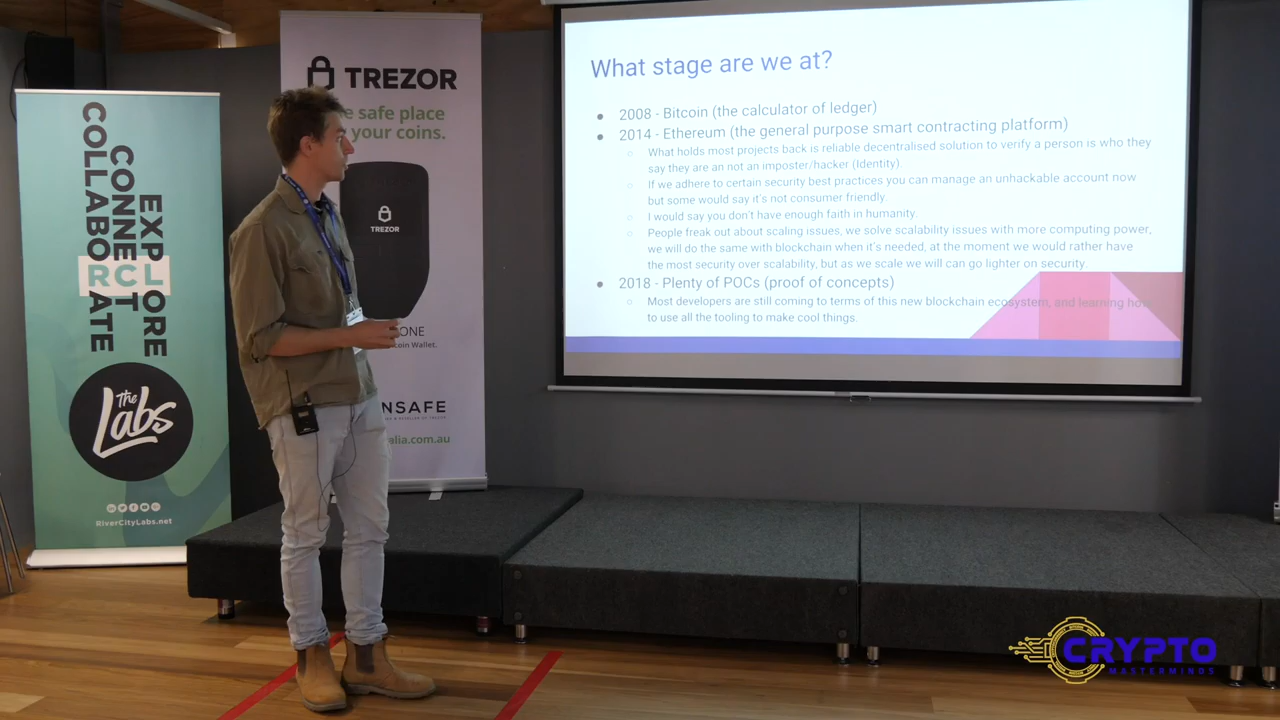 COLLABORATE
CONNECT
EXPLORE
RCL
the
Labs
RiverCityLabs.net
TREZOR
safe place
your coins.
TREZOR
ONE
coin Wallet.
NSAFE
alia.com.au
What stage are we at?
● 2008 - Bitcoin (the calculator of ledger)
● 2014 - Ethereum (the general purpose smart contracting platform)
○ What holds most projects back is reliable decentralised solution to verify a person is who they
say they are an not an imposter/hacker (Identity)
○ If we adhere to certain security best practices you can manage an unhackable account now
but some would say it's not consumer friendly.
○ I would say you don't have enough faith in humanity.
○ People freak out about scaling issues, we solve scalability issues with more computing power,
we will do the same with blockchain when it's needed, at the moment we would rather have
the most security over scalability, but as we scale we will can go lighter on security.
● 2018 - Plenty of POCs (proof of concepts)
○ Most developers are still coming to terms of this new blockchain ecosystem, and learning how
to use all the tooling to make cool things.
CRYPTO
MASTERMINDS